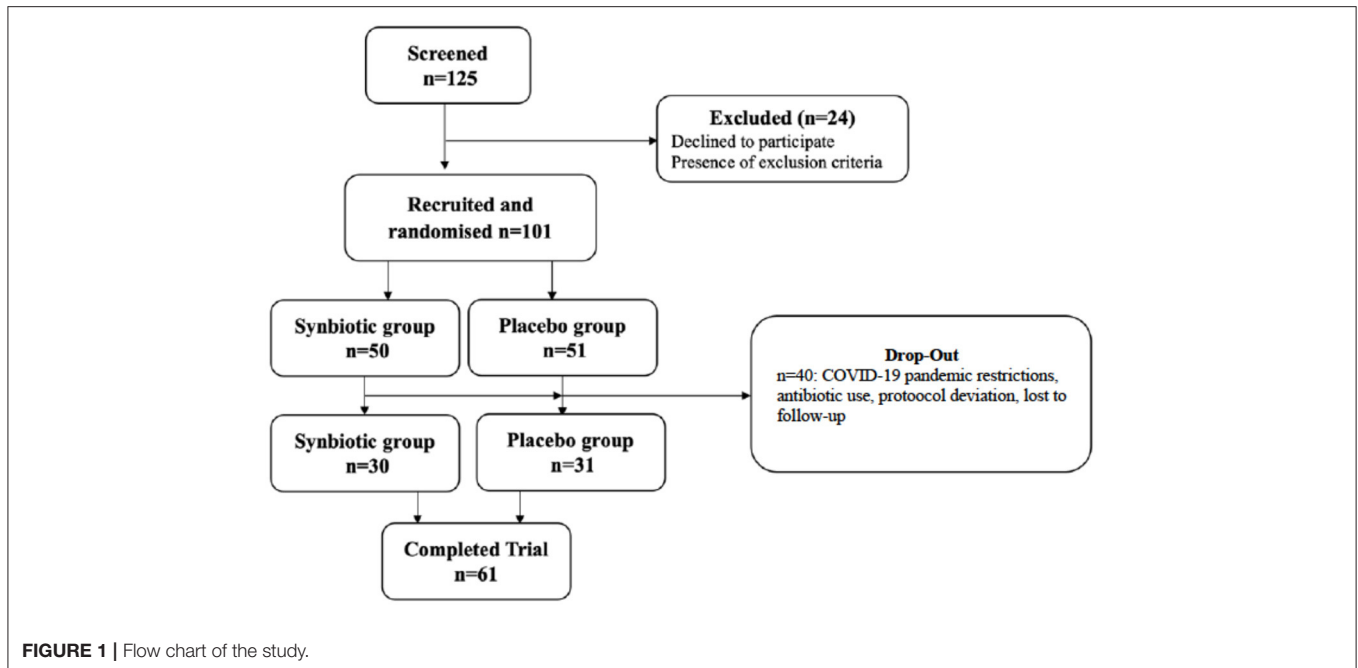 Screened
n=125
Excluded (n=24)
Declined to participate
Presence of exclusion criteria
Recruited and
randomised n=101
Synbiotic group
n=50
Placebo group
n=51
Drop-Out
n=40: COVID-19 pandemic restrictions,
antibiotic use, protoocol deviation, lost to
follow-up
Synbiotic group
n=30
Placebo group
n=31
Completed Trial
n=61
FIGURE 1 | Flow chart of the study.